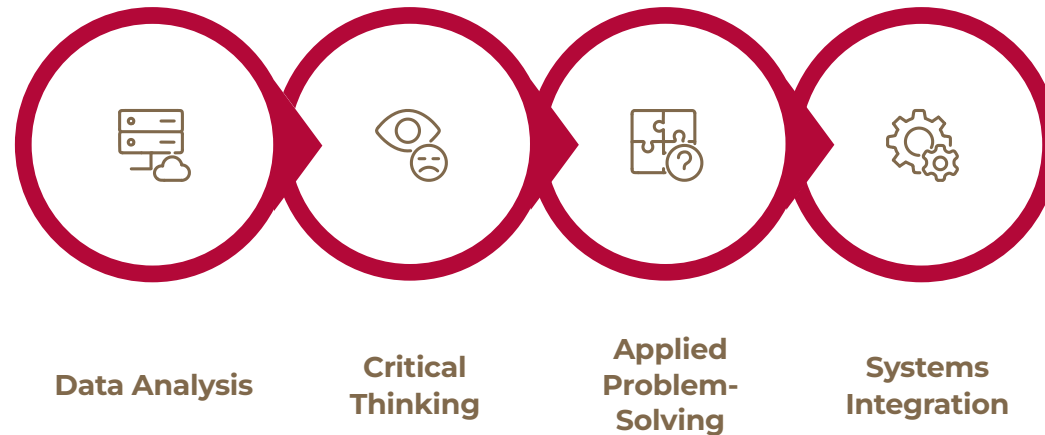 Data Analysis
Critical
Thinking
Applied
Problem-
Solving
Systems
Integration